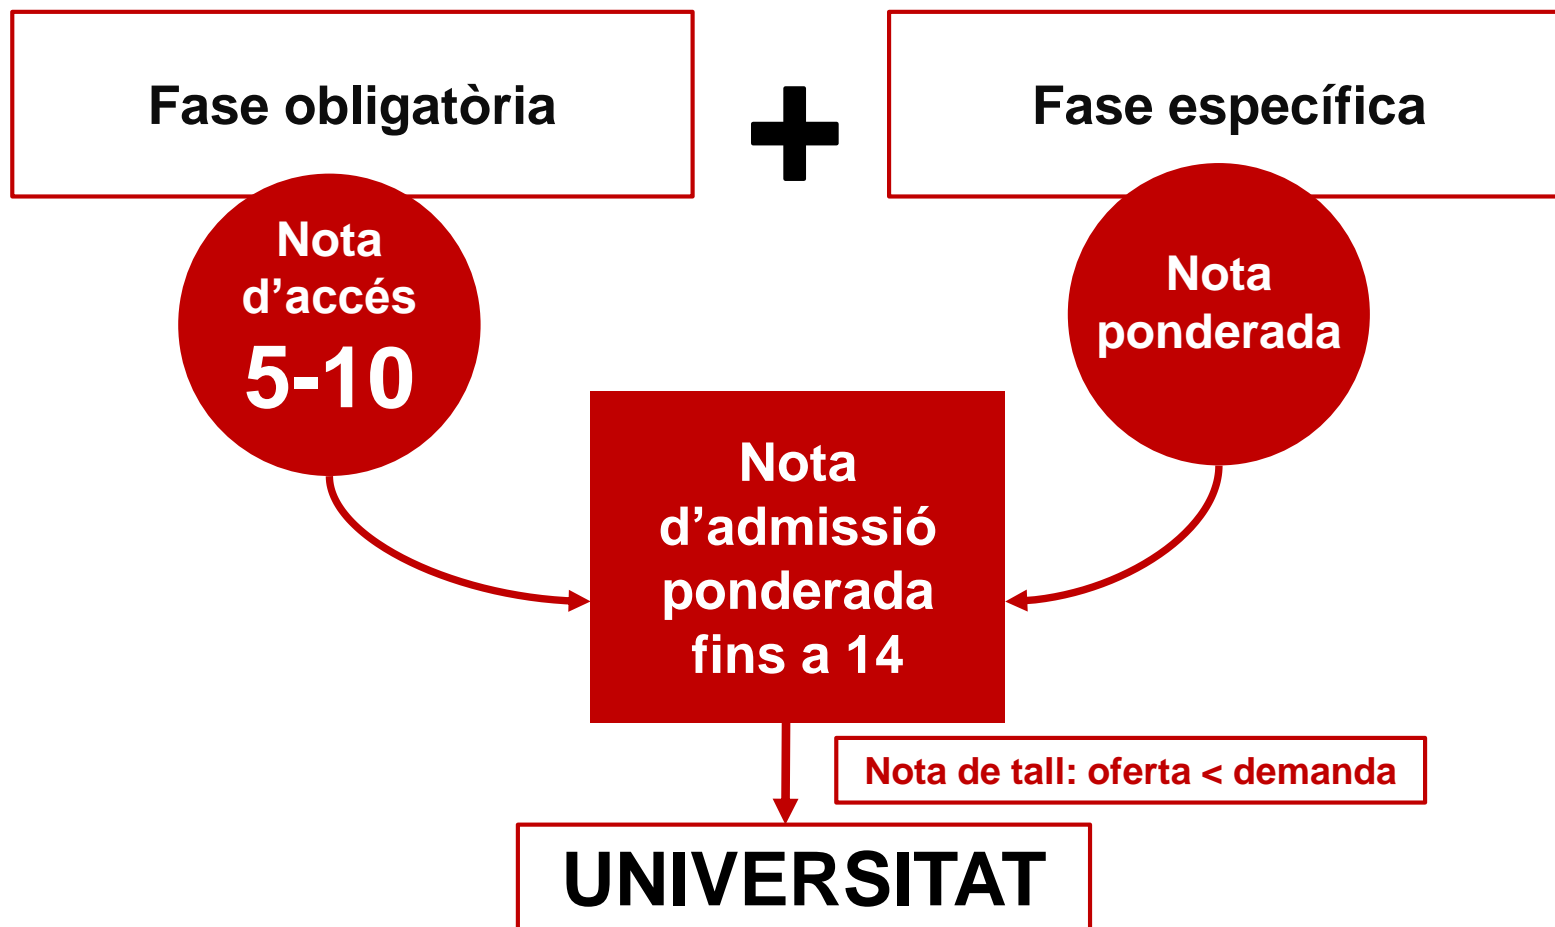 Fase obligatòria
+
Fase específica
Nota
d’accés
5-10
Nota
ponderada
Nota
d’admissió
ponderada
fins a 14
Nota de tall: oferta < demanda
UNIVERSITAT